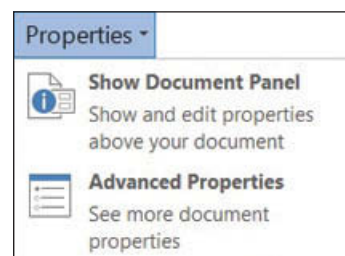 Properties
Show Document Panel
Show and edit properties
above your document
Advanced Properties
See more document
properties